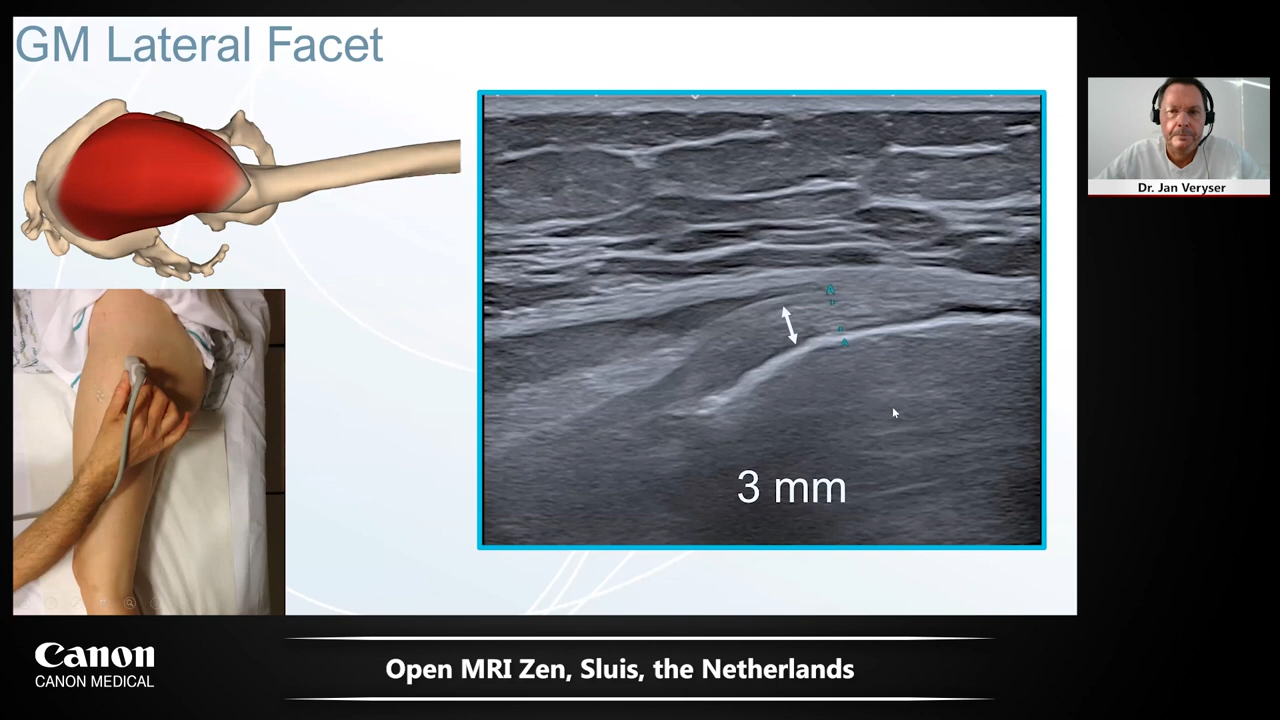 GM Lateral Facet
3 mm
Dr. Jan Veryser
Canon
CANON MEDICAL
Open MRI Zen, Sluis, the Netherlands